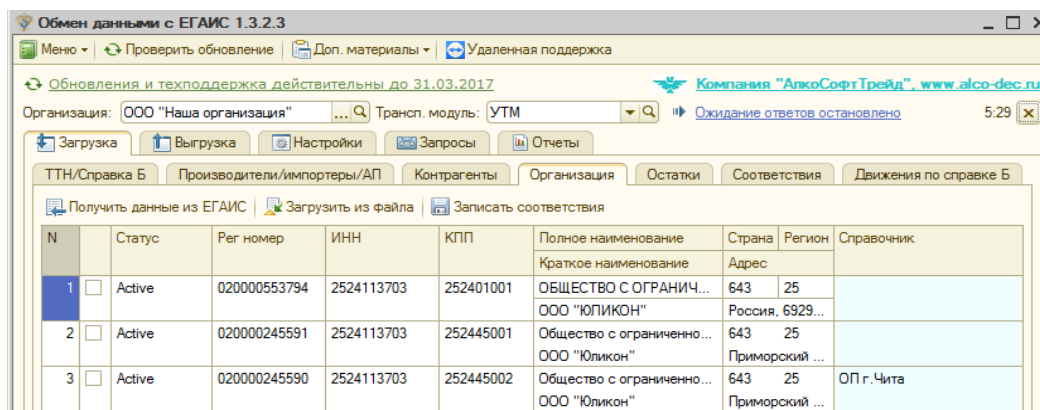 Обмен данными с ЕГАИС 1.3.2.3
Меню Проверить обновление Доп. материалы Удаленная поддержка
Обновления и техподдержка действительны до 31.03.2017 Компания "АлкоСофтТрейд", www.alco-dec.ru
Организация: ООО "Наша организация" ... Трансп. модуль: УТМ Ожидание ответов остановлено 5:29
Загрузка Выгрузка Настройки Запросы Отчеты
ТТН/Справка Б Производители/импортеры/АП Контрагенты Организация Остатки Соответствия Движения по справке Б
Получить данные из ЕГАИС Загрузить из файла Записать соответствия
N Статус Рег номер ИНН КПП Полное наименование Страна Регион Справочник
Краткое наименование Адрес
1 Active 020000553794 2524113703 252401001 ОБЩЕСТВО С ОГРАНИЧ... 643 25
ООО "ЮЛИКОН" Россия, 6929...
2 Active 020000245591 2524113703 252445001 Общество с ограниченно... 643 25
ООО "Юликон" Приморский ...
3 Active 020000245590 2524113703 252445002 Общество с ограниченно... 643 25 ОП г.Чита
ООО "Юликон" Приморский ...